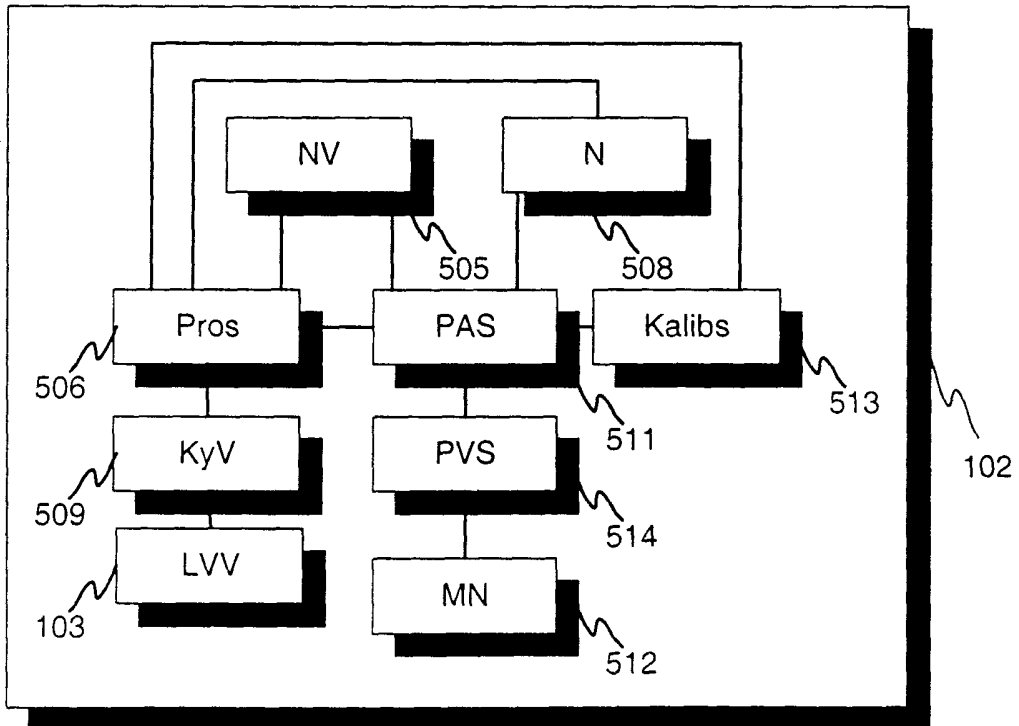 NV
N
505
508
Pros
PAS
Kalibs
506
513
511
KyV
PVS
102
509
514
LVV
MN
103
512